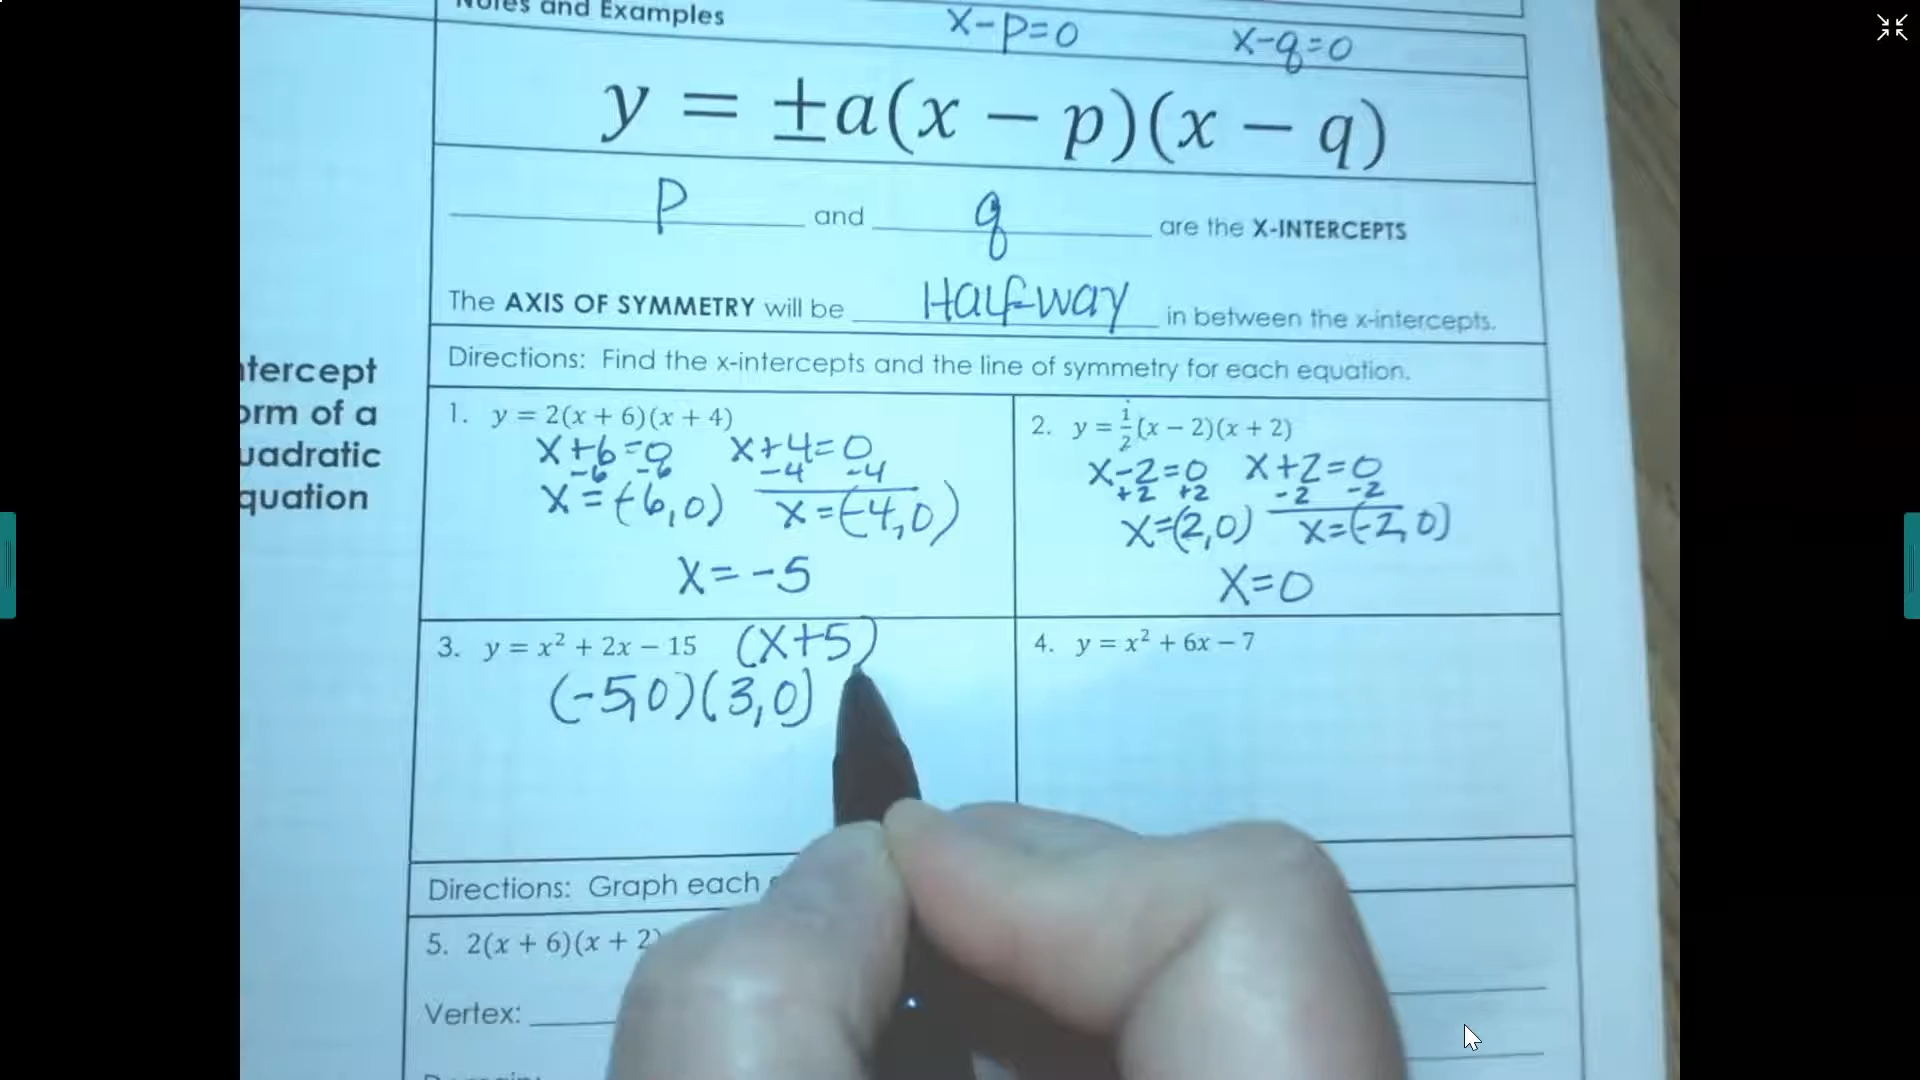 Notes and Examples
x-p=0 x-q=0
y = ±a(x − p)(x − q)
p and q are the X-INTERCEPTS
The AXIS OF SYMMETRY will be Halfway in between the x-intercepts.
Directions: Find the x-intercepts and the line of symmetry for each equation.
tercept
orm of a
uadratic
quation
1. y = 2(x + 6)(x + 4)
x+6=0 x+4=0
-6 -6 -4 -4
x=(-6,0) x=(-4,0)
x=-5
2. y = 1/2(x − 2)(x + 2)
x-2=0 x+2=0
+2 +2 -2 -2
x=(2,0) x=(-2,0)
x=0
3. y = x² + 2x − 15 (x+5)
(-5,0)(3,0)
4. y = x² + 6x − 7
Directions: Graph each
5. 2(x + 6)(x + 2)
Vertex: